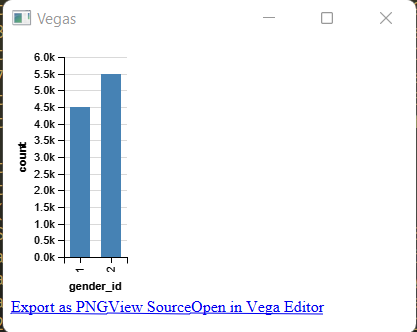 Vegas
6.0k
5.5k
5.0k
4.5k
4.0k
3.5k
3.0k
2.5k
2.0k
1.5k
1.0k
0.5k
0.0k
count
1 2
gender_id
Export as PNGView SourceOpen in Vega Editor